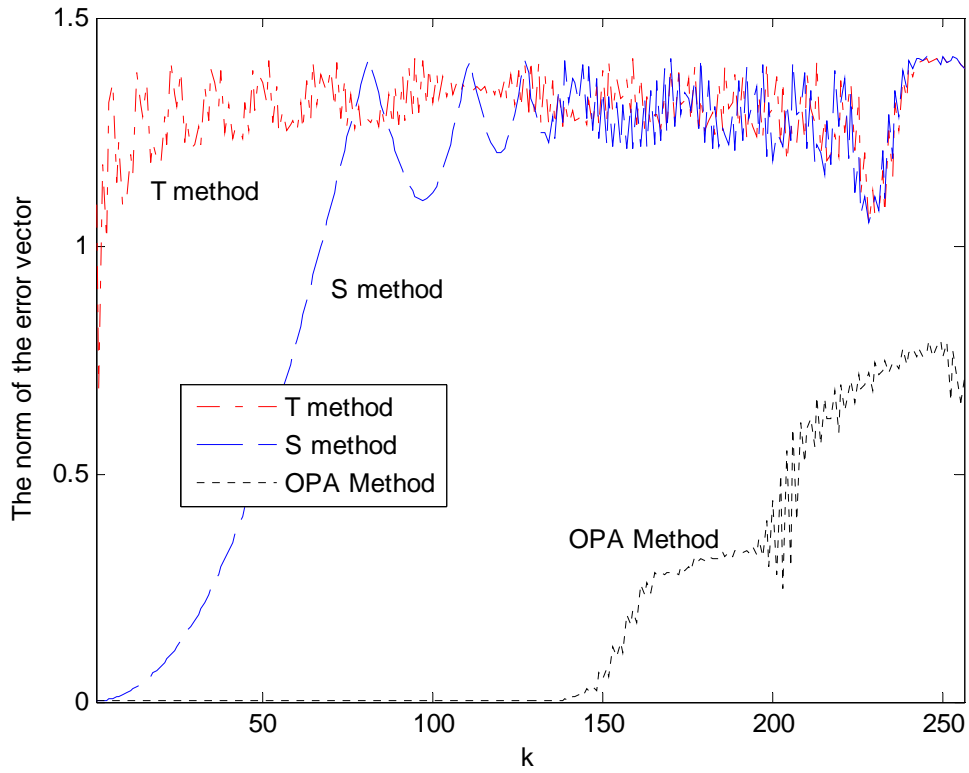 1.5
1
0.5
0
50
100
150
200
250
The norm of the error vector
k
T method
S method
OPA Method
T method
S method
OPA Method